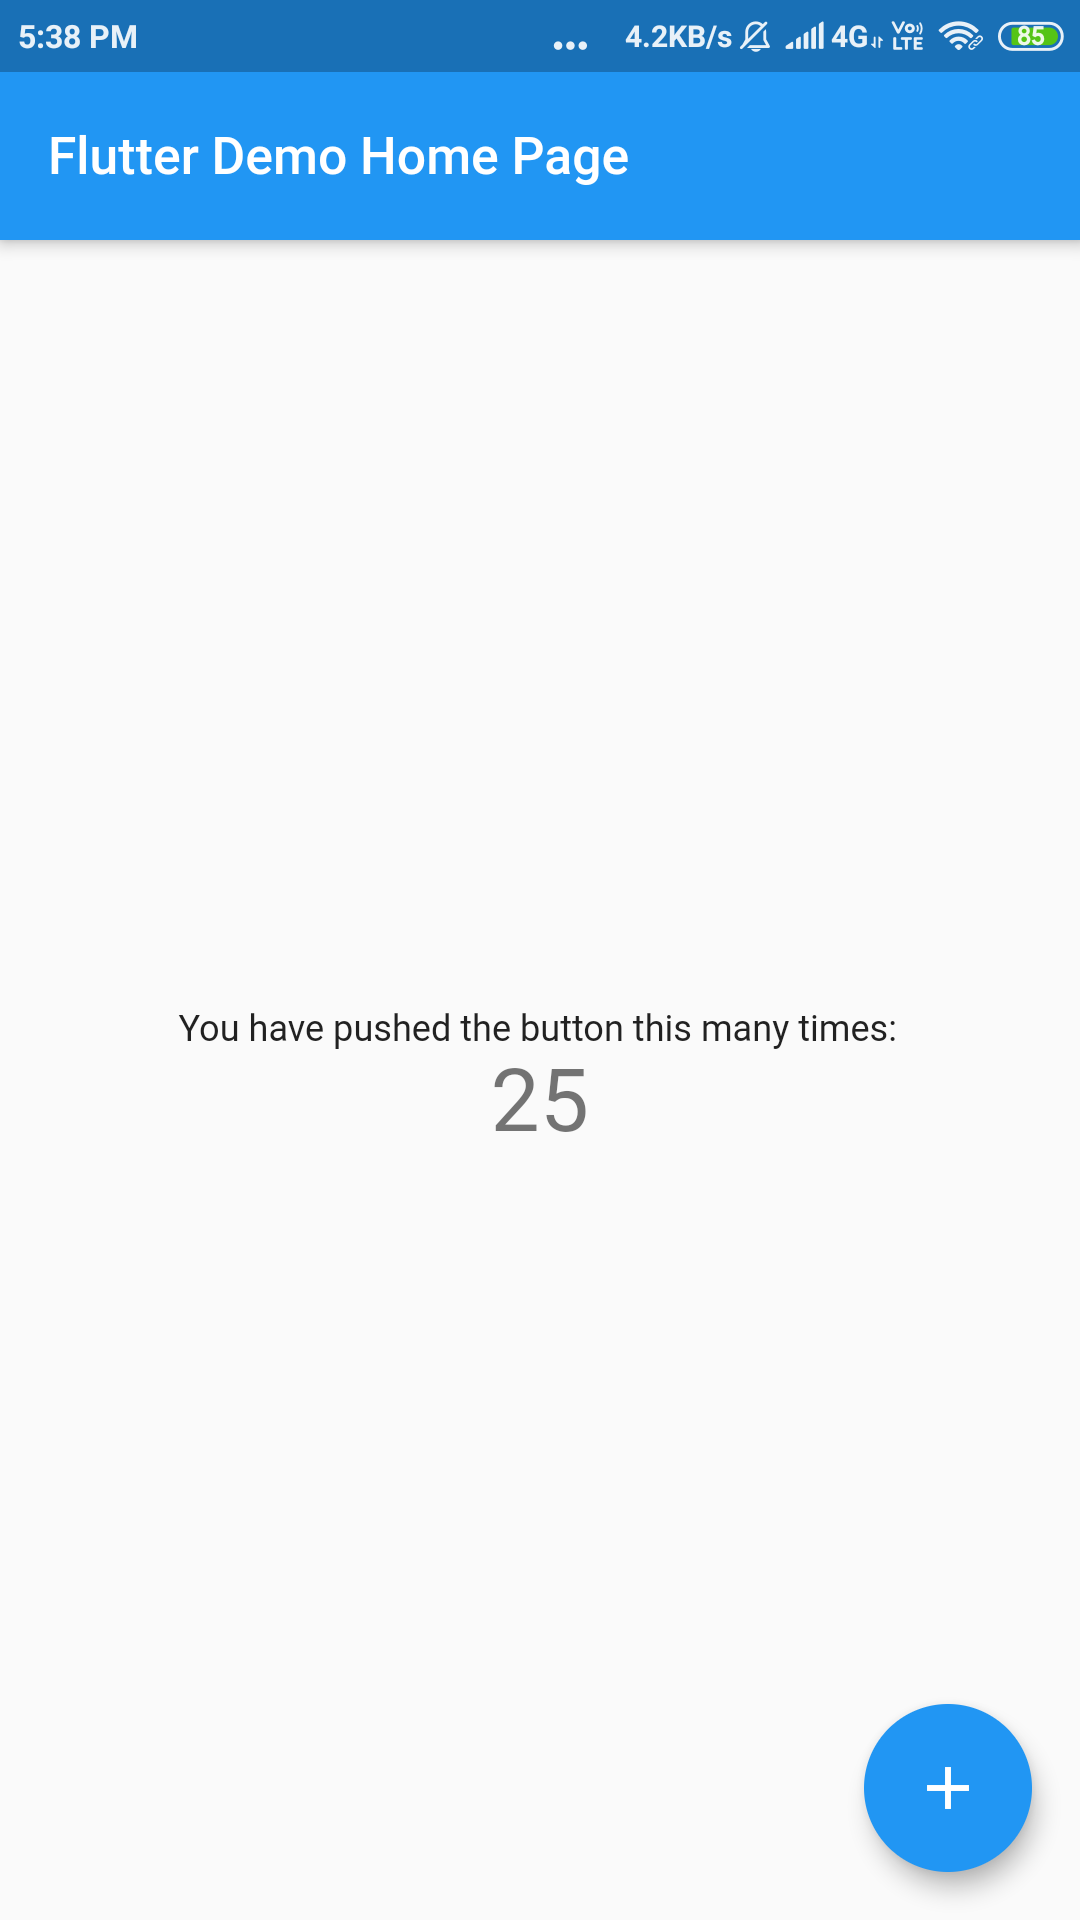 5:38 PM ... 4.2KB/s 4G Vo LTE 85
Flutter Demo Home Page
You have pushed the button this many times:
25
+